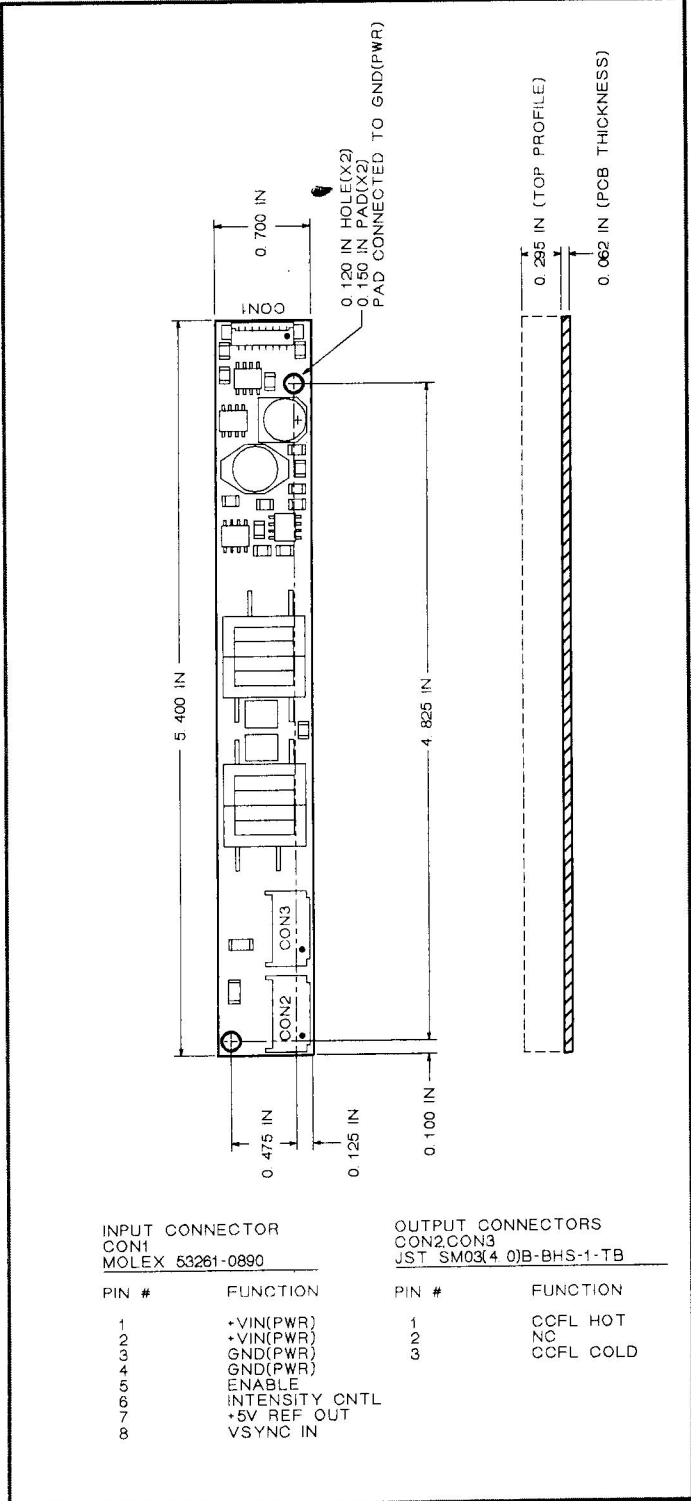 0.700 IN
CON1
0.120 IN HOLE(X2)
0.150 IN PAD(X2)
PAD CONNECTED TO GND(PWR)
5.400 IN
4.825 IN
CON3
CON2
0.475 IN
0.125 IN
0.100 IN
0.295 IN (TOP PROFILE)
0.062 IN (PCB THICKNESS)
INPUT CONNECTOR
CON1
MOLEX 53261-0890
PIN # FUNCTION
1 +VIN(PWR)
2 +VIN(PWR)
3 GND(PWR)
4 GND(PWR)
5 ENABLE
6 INTENSITY CNTL
7 +5V REF OUT
8 VSYNC IN
OUTPUT CONNECTORS
CON2,CON3
JST SM03(4.0)B-BHS-1-TB
PIN # FUNCTION
1 CCFL HOT
2 NC
3 CCFL COLD